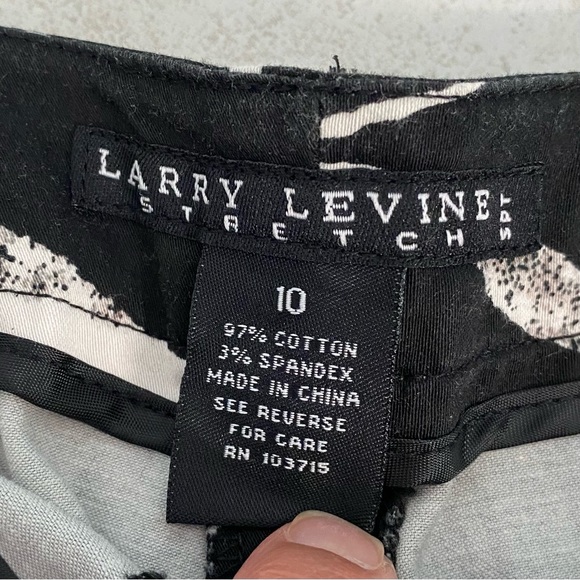 LARRY LEVINE
STRETCH SPT
10
97% COTTON
3% SPANDEX
MADE IN CHINA
SEE REVERSE
FOR CARE
RN 103715